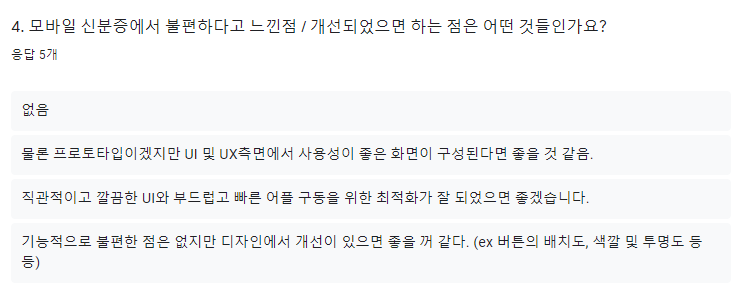 4. 모바일 신분증에서 불편하다고 느낀점 / 개선되었으면 하는 점은 어떤 것들인가요?
응답 5개
없음
물론 프로토타입이겠지만 UI 및 UX측면에서 사용성이 좋은 화면이 구성된다면 좋을 것 같음.
직관적이고 깔끔한 UI와 부드럽고 빠른 어플 구동을 위한 최적화가 잘 되었으면 좋겠습니다.
기능적으로 불편한 점은 없지만 디자인에서 개선이 있으면 좋을 꺼 같다. (ex 버튼의 배치도, 색깔 및 투명도 등
등)